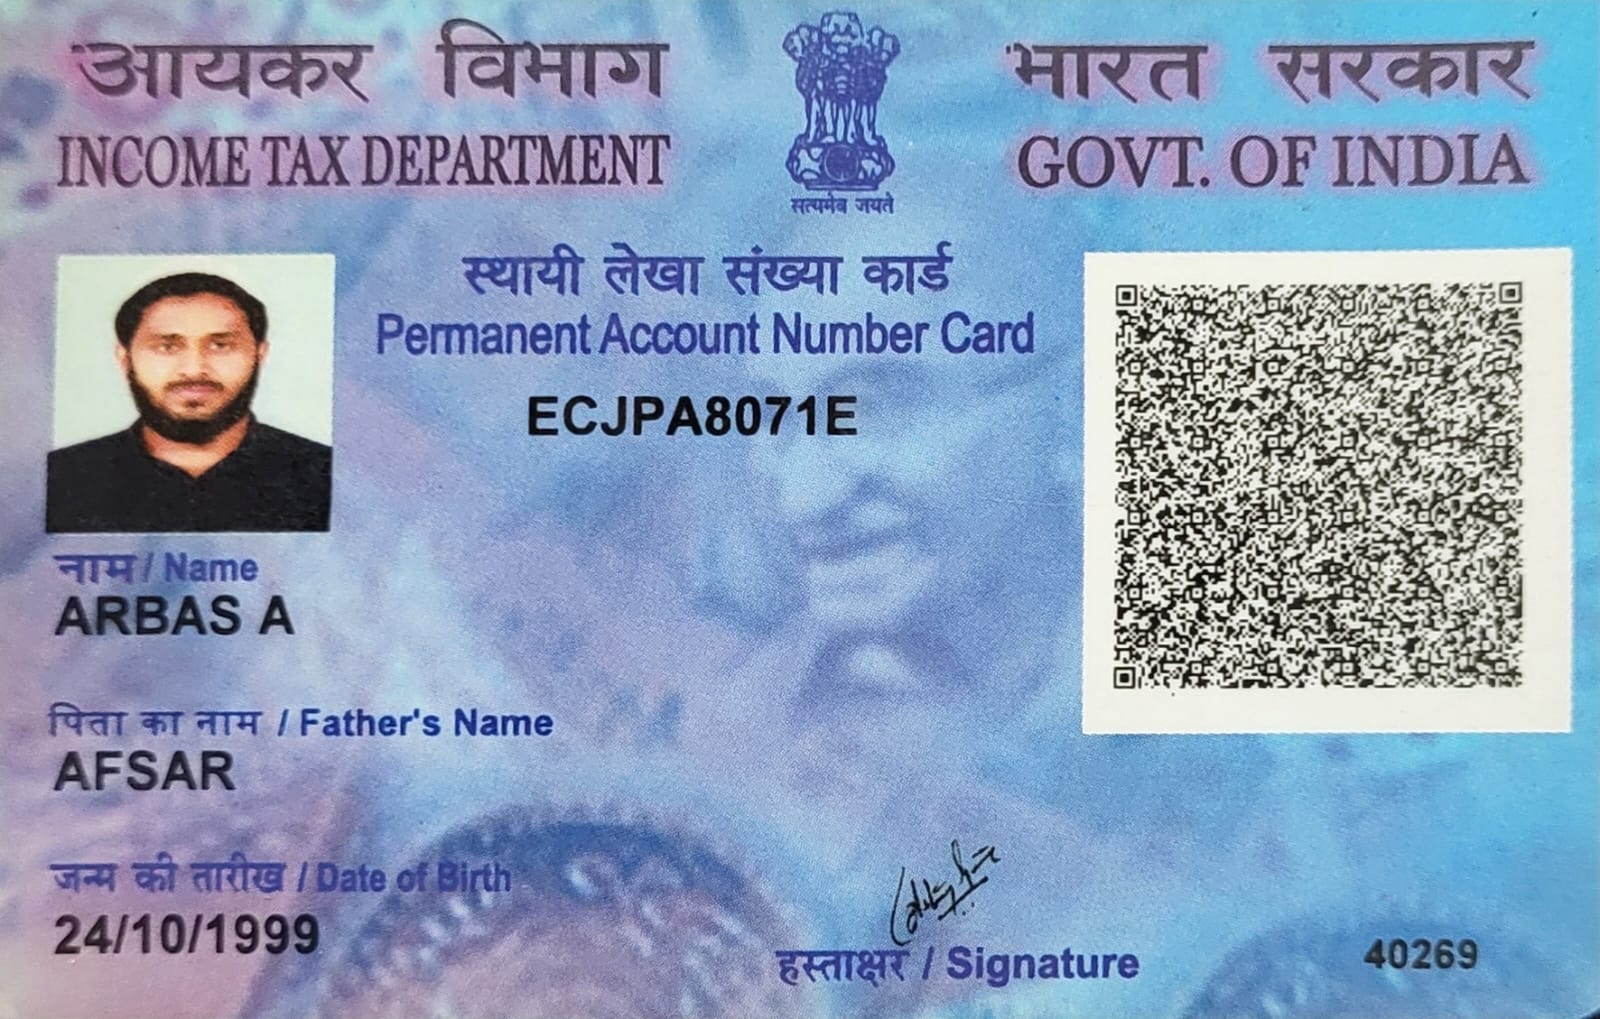 आयकर विभाग
INCOME TAX DEPARTMENT
सत्यमेव जयते
भारत सरकार
GOVT. OF INDIA
स्थायी लेखा संख्या कार्ड
Permanent Account Number Card
ECJPA8071E
नाम / Name
ARBAS A
पिता का नाम / Father's Name
AFSAR
जन्म की तारीख / Date of Birth
24/10/1999
हस्ताक्षर / Signature
40269